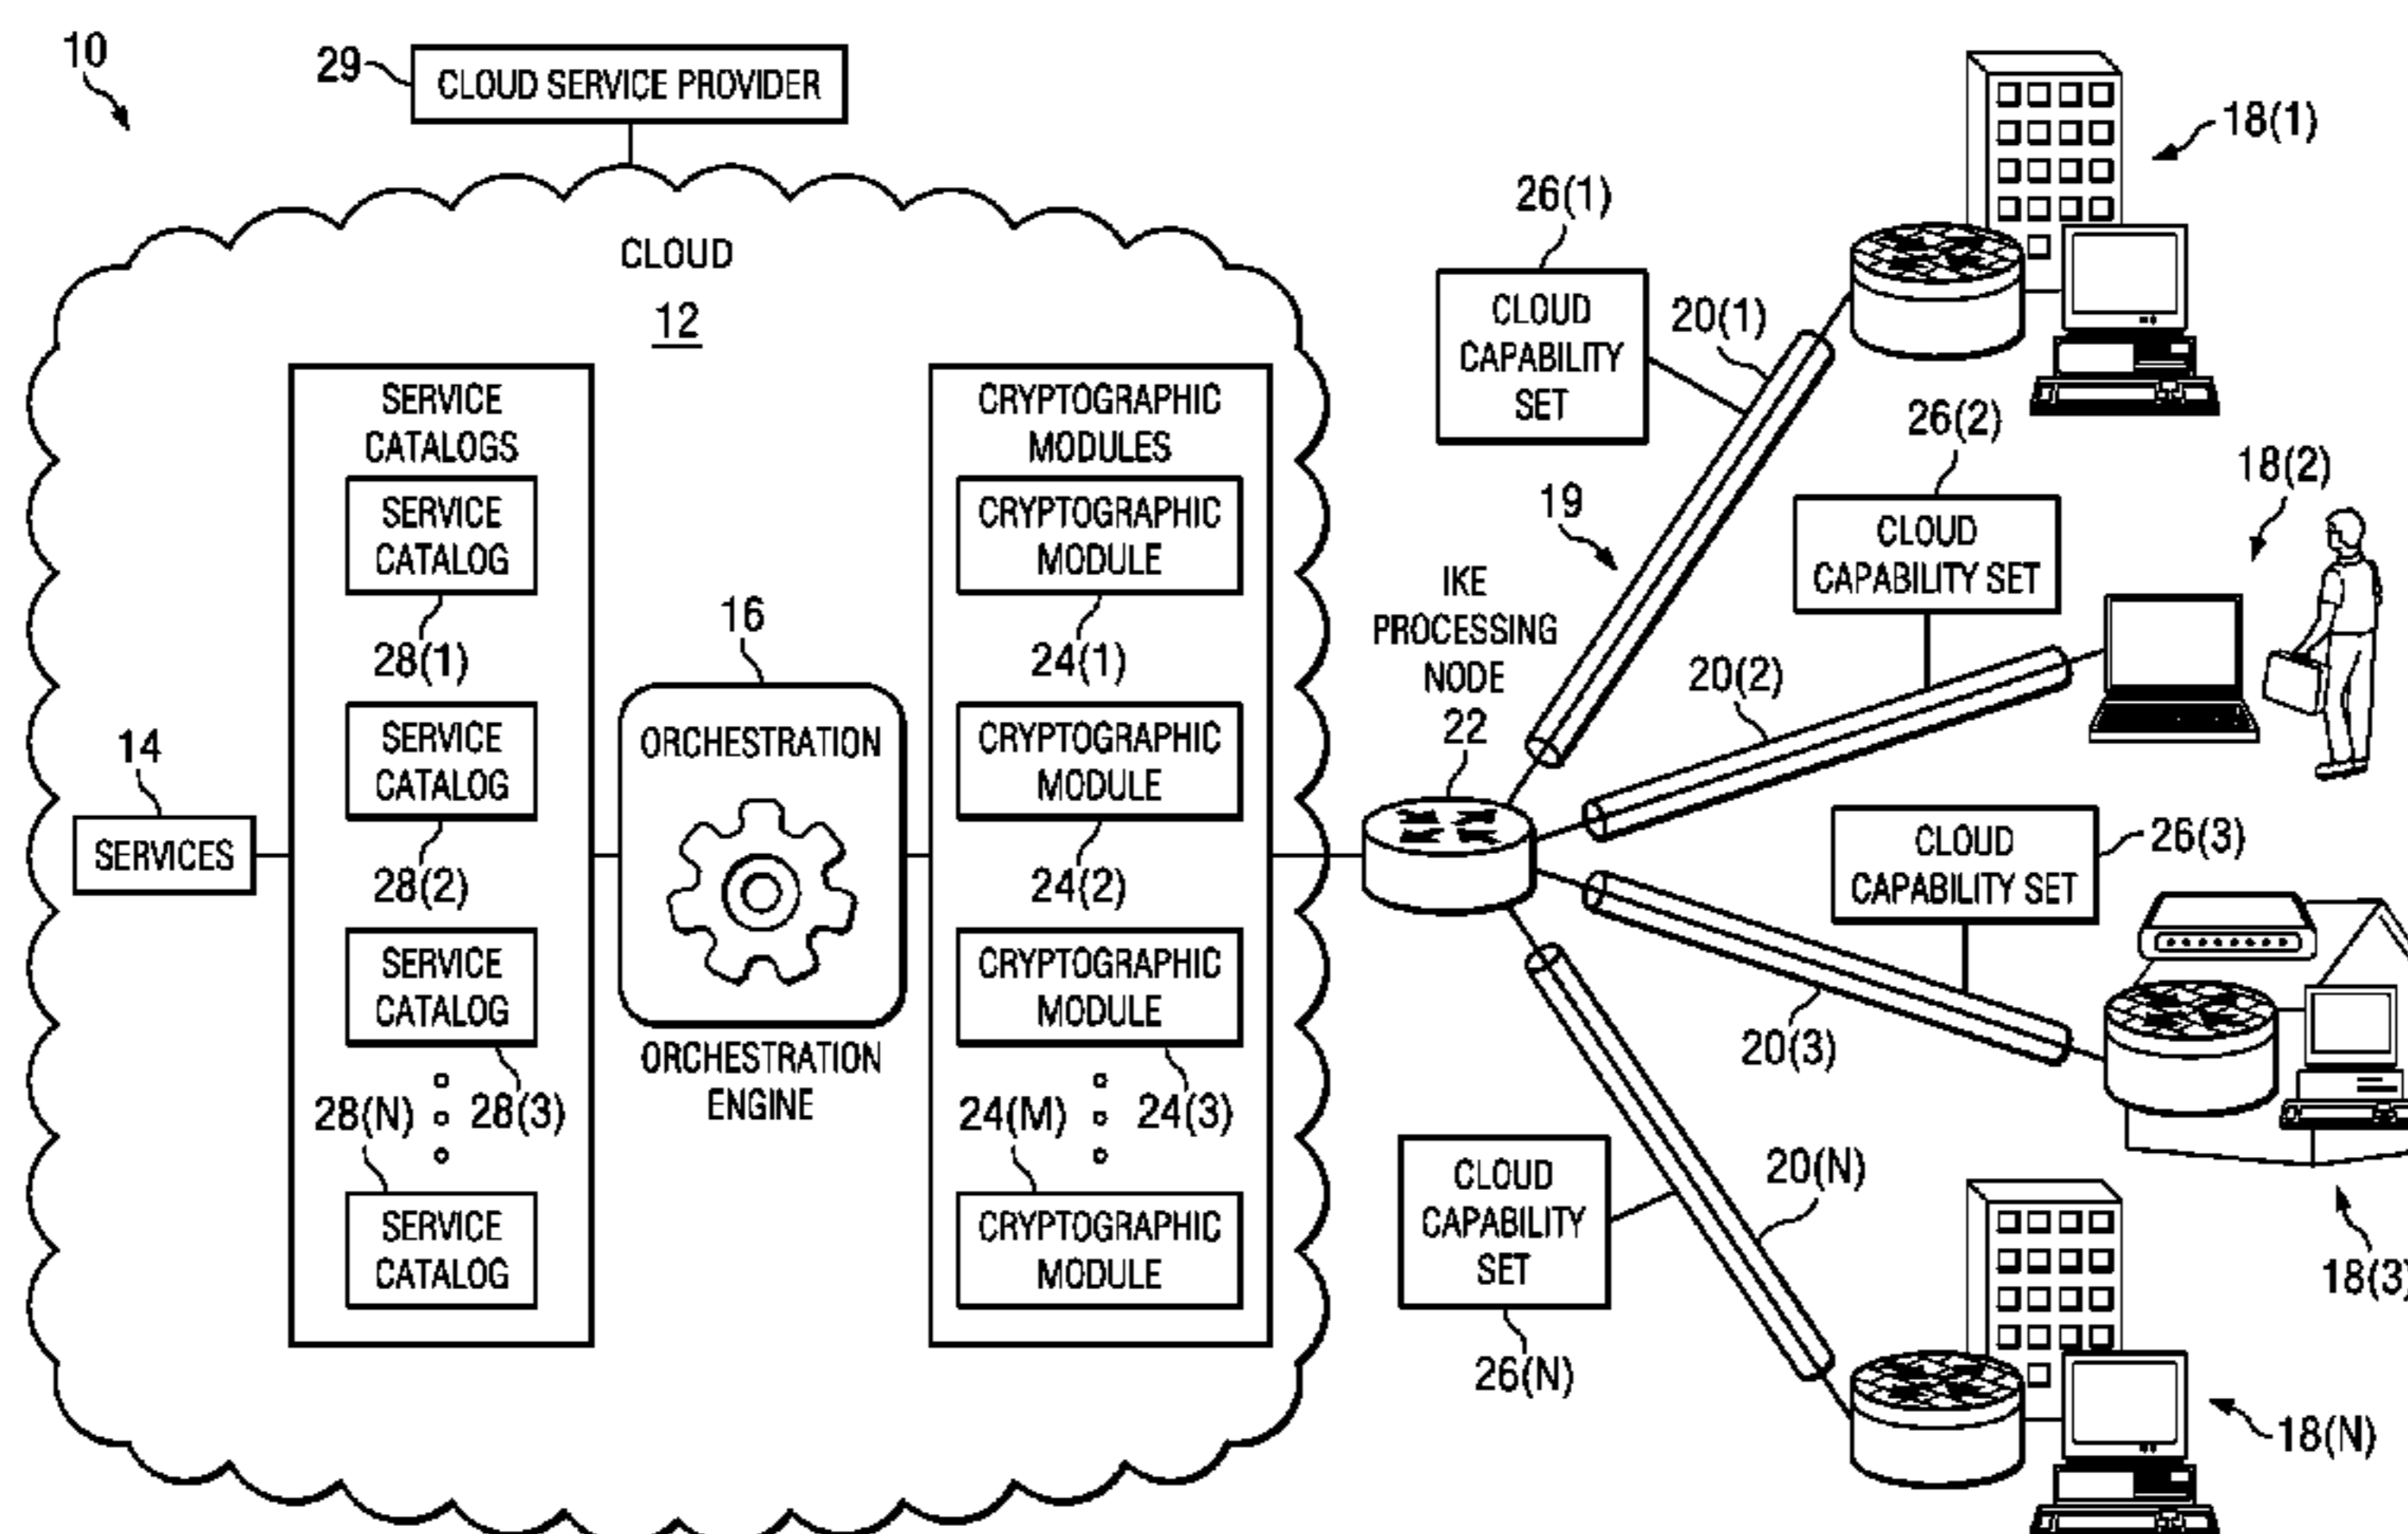 10
29
CLOUD SERVICE PROVIDER
CLOUD
12
SERVICE
CATALOGS
SERVICE
CATALOG
28(1)
SERVICE
CATALOG
28(2)
SERVICE
CATALOG
28(3)
28(N)
SERVICE
CATALOG
14
SERVICES
16
ORCHESTRATION
ORCHESTRATION
ENGINE
CRYPTOGRAPHIC
MODULES
CRYPTOGRAPHIC
MODULE
24(1)
CRYPTOGRAPHIC
MODULE
24(2)
CRYPTOGRAPHIC
MODULE
24(M)
24(3)
CRYPTOGRAPHIC
MODULE
IKE
PROCESSING
NODE
22
19
26(1)
CLOUD
CAPABILITY
SET
20(1)
18(1)
26(2)
CLOUD
CAPABILITY SET
20(2)
18(2)
CLOUD
CAPABILITY SET
26(3)
20(3)
18(3)
CLOUD
CAPABILITY
SET
26(N)
20(N)
18(N)